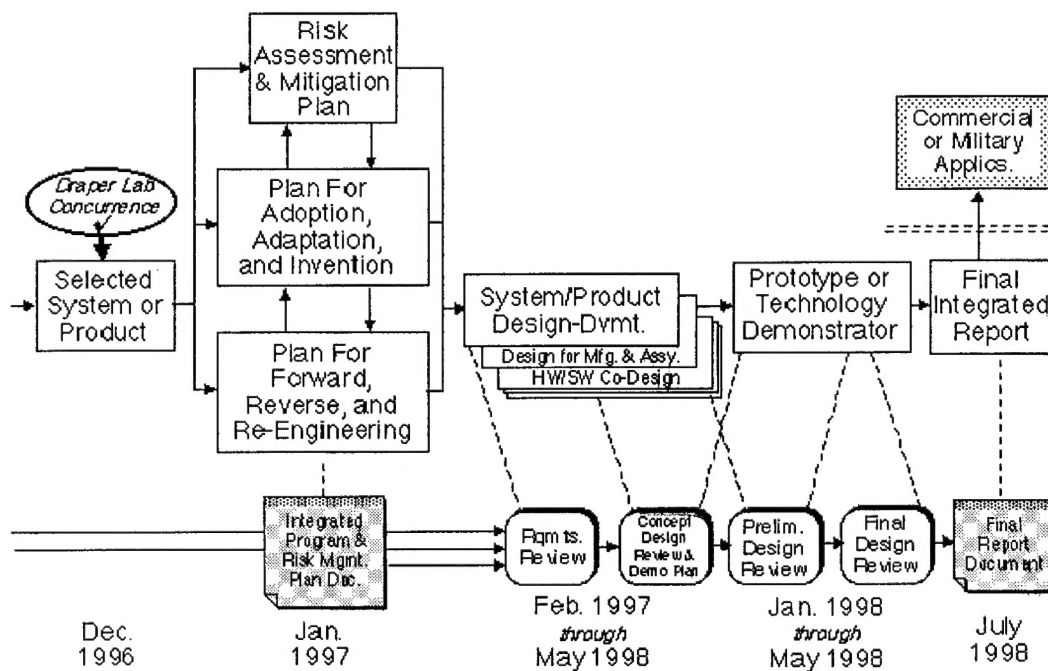 Risk
Assessment
& Mitigation
Plan
Commercial
or Military
Applics.
Draper Lab
Concurrence
Plan For
Adoption,
Adaptation,
and Invention
Selected
System or
Product
System/Product
Design-Dvmt.
Prototype or
Technology
Demonstrator
Final
Integrated
Report
Design for Mfg. & Assy.
HW/SW Co-Design
Plan For
Forward,
Reverse, and
Re-Engineering
Integrated
Program &
Risk Mgmt.
Plan Doc.
Rqmts.
Review
Concept
Design
Review &
Demo Plan
Prelim.
Design
Review
Final
Design
Review
Final
Report
Document
Dec.
1996
Jan.
1997
Feb. 1997
through
May 1998
Jan. 1998
through
May 1998
July
1998